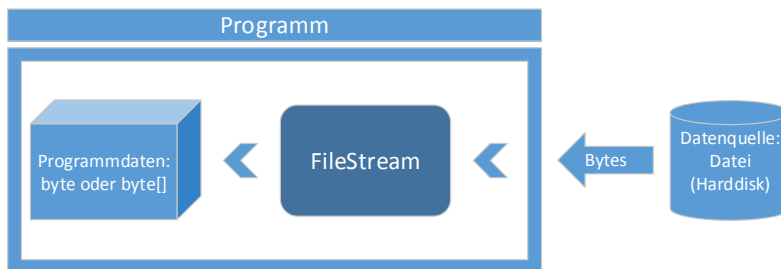 Programm
Programmdaten:
byte oder byte[]
FileStream
Bytes
Datenquelle:
Datei
(Harddisk)